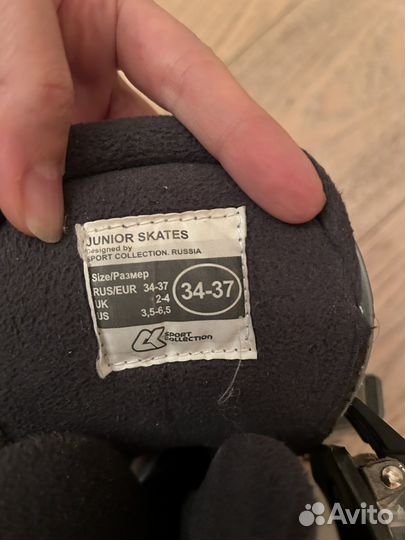 JUNIOR SKATES
Designed by
SPORT COLLECTION. RUSSIA
Size/Размер
RUS/EUR 34-37
UK 2-4
US 3,5-6,5
34-37
SPORT
COLLECTION
Avito